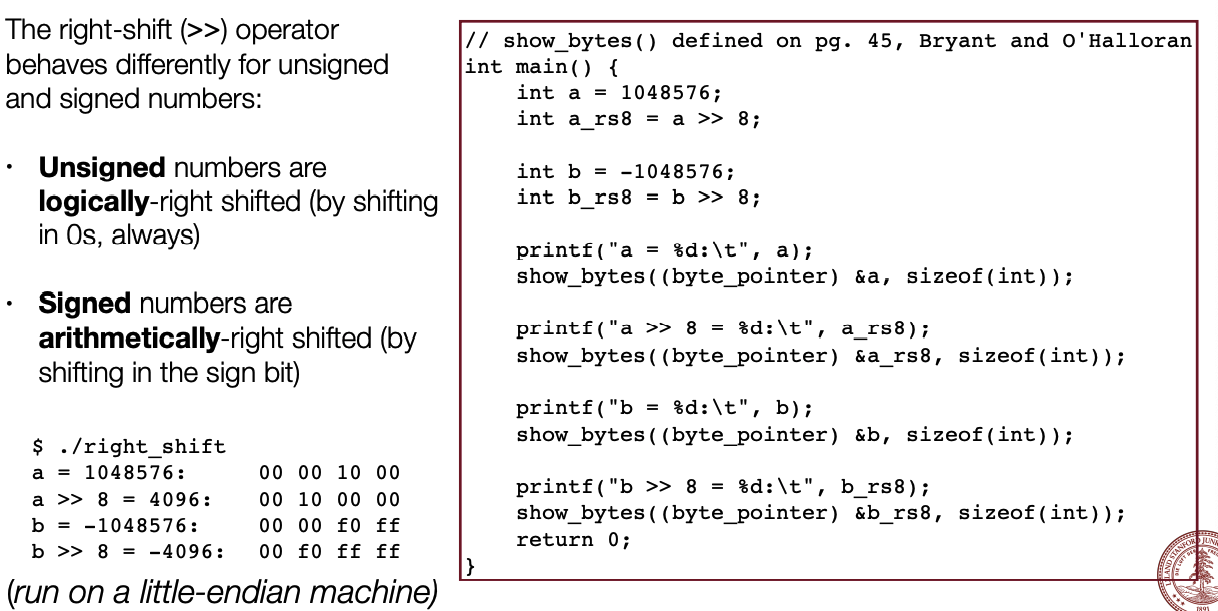 The right-shift (>>) operator
behaves differently for unsigned
and signed numbers:
• Unsigned numbers are
logically-right shifted (by shifting
in 0s, always)
• Signed numbers are
arithmetically-right shifted (by
shifting in the sign bit)
$ ./right_shift
a = 1048576:    00 00 10 00
a >> 8 = 4096:    00 10 00 00
b = -1048576:    00 00 f0 ff
b >> 8 = -4096:    00 f0 ff ff
(run on a little-endian machine)
// show_bytes() defined on pg. 45, Bryant and O'Halloran
int main() {
    int a = 1048576;
    int a_rs8 = a >> 8;
    int b = -1048576;
    int b_rs8 = b >> 8;
    printf("a = %d:\t", a);
    show_bytes((byte_pointer) &a, sizeof(int));
    printf("a >> 8 = %d:\t", a_rs8);
    show_bytes((byte_pointer) &a_rs8, sizeof(int));
    printf("b = %d:\t", b);
    show_bytes((byte_pointer) &b, sizeof(int));
    printf("b >> 8 = %d:\t", b_rs8);
    show_bytes((byte_pointer) &b_rs8, sizeof(int));
    return 0;
}